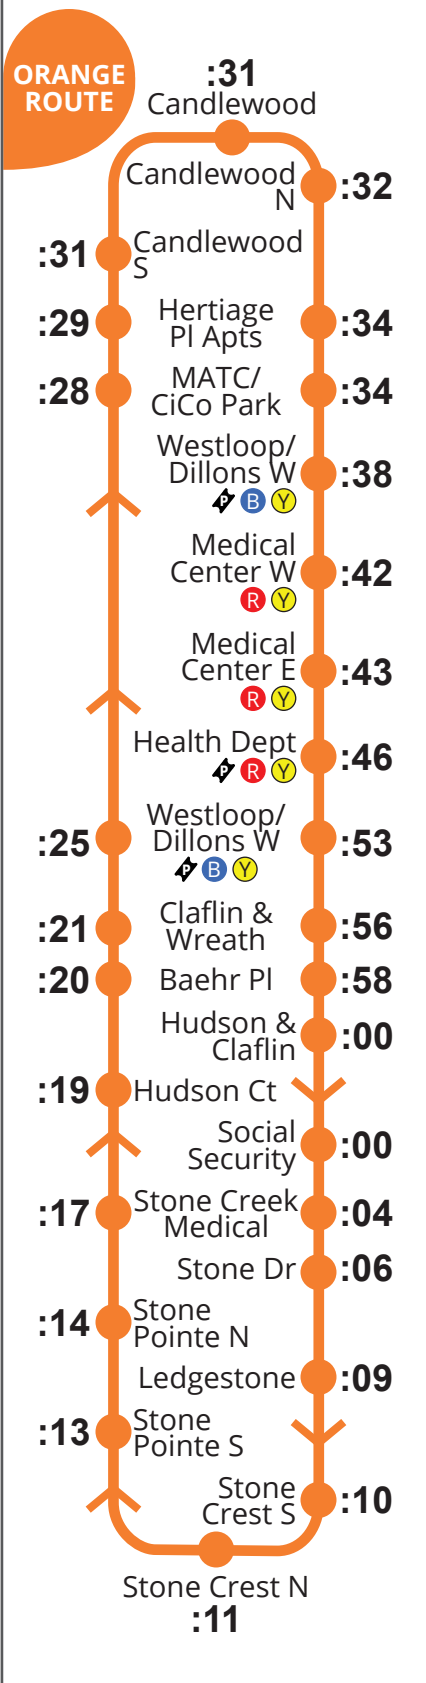 ORANGE
ROUTE
:31
Candlewood
Candlewood
N
:32
:31
Candlewood
S
:29
Hertiage
Pl Apts
:34
:28
MATC/
CiCo Park
:34
Westloop/
Dillons W
P B Y
:38
Medical
Center W
R Y
:42
Medical
Center E
R Y
:43
Health Dept
P R Y
:46
:25
Westloop/
Dillons W
P B Y
:53
:21
Claflin &
Wreath
:56
:20
Baehr Pl
:58
Hudson &
Claflin
:00
:19
Hudson Ct
Social
Security
:00
:17
Stone Creek
Medical
:04
Stone Dr
:06
:14
Stone
Pointe N
Ledgestone
:09
:13
Stone
Pointe S
Stone
Crest S
:10
Stone Crest N
:11